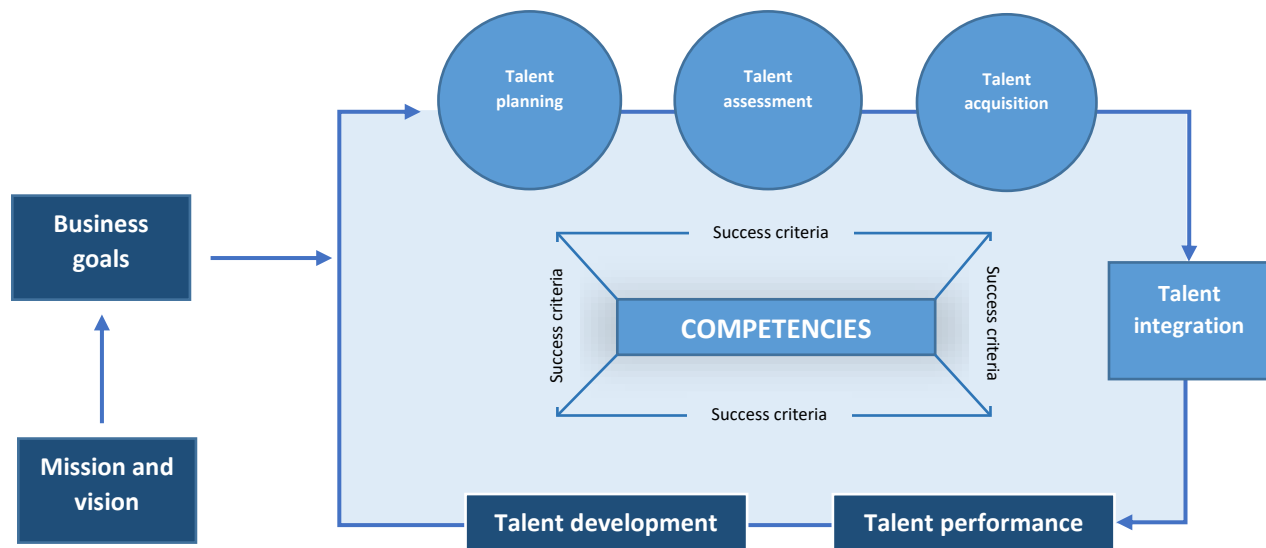 Talent
planning
Talent
assessment
Talent
acquisition
Business
goals
Success criteria
Success criteria
Success criteria
COMPETENCIES
Talent
integration
Success criteria
Mission and
vision
Talent development
Talent performance